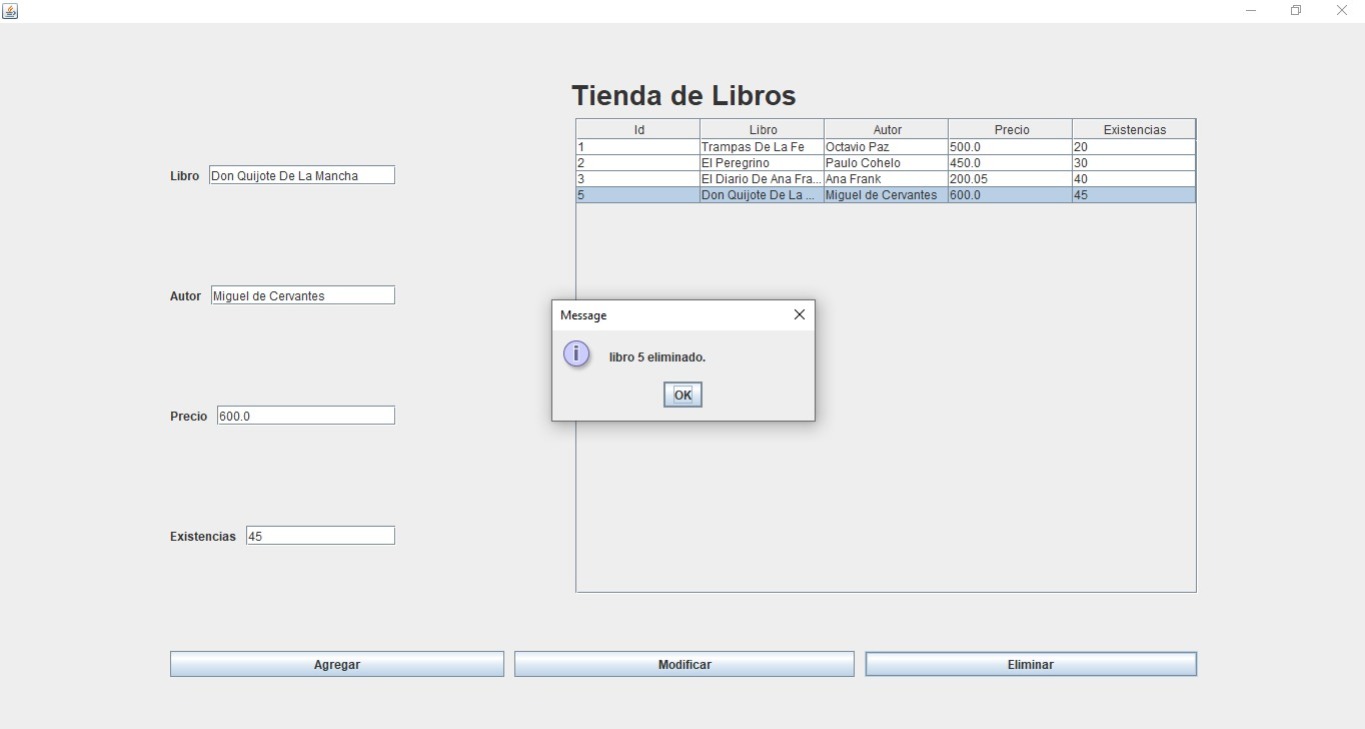 Tienda de Libros
Id Libro Autor Precio Existencias
1 Trampas De La Fe Octavio Paz 500.0 20
2 El Peregrino Paulo Cohelo 450.0 30
3 El Diario De Ana Fra... Ana Frank 200.05 40
5 Don Quijote De La ... Miguel de Cervantes 600.0 45
Libro Don Quijote De La Mancha
Autor Miguel de Cervantes
Precio 600.0
Existencias 45
Message
i
libro 5 eliminado.
OK
Agregar Modificar Eliminar